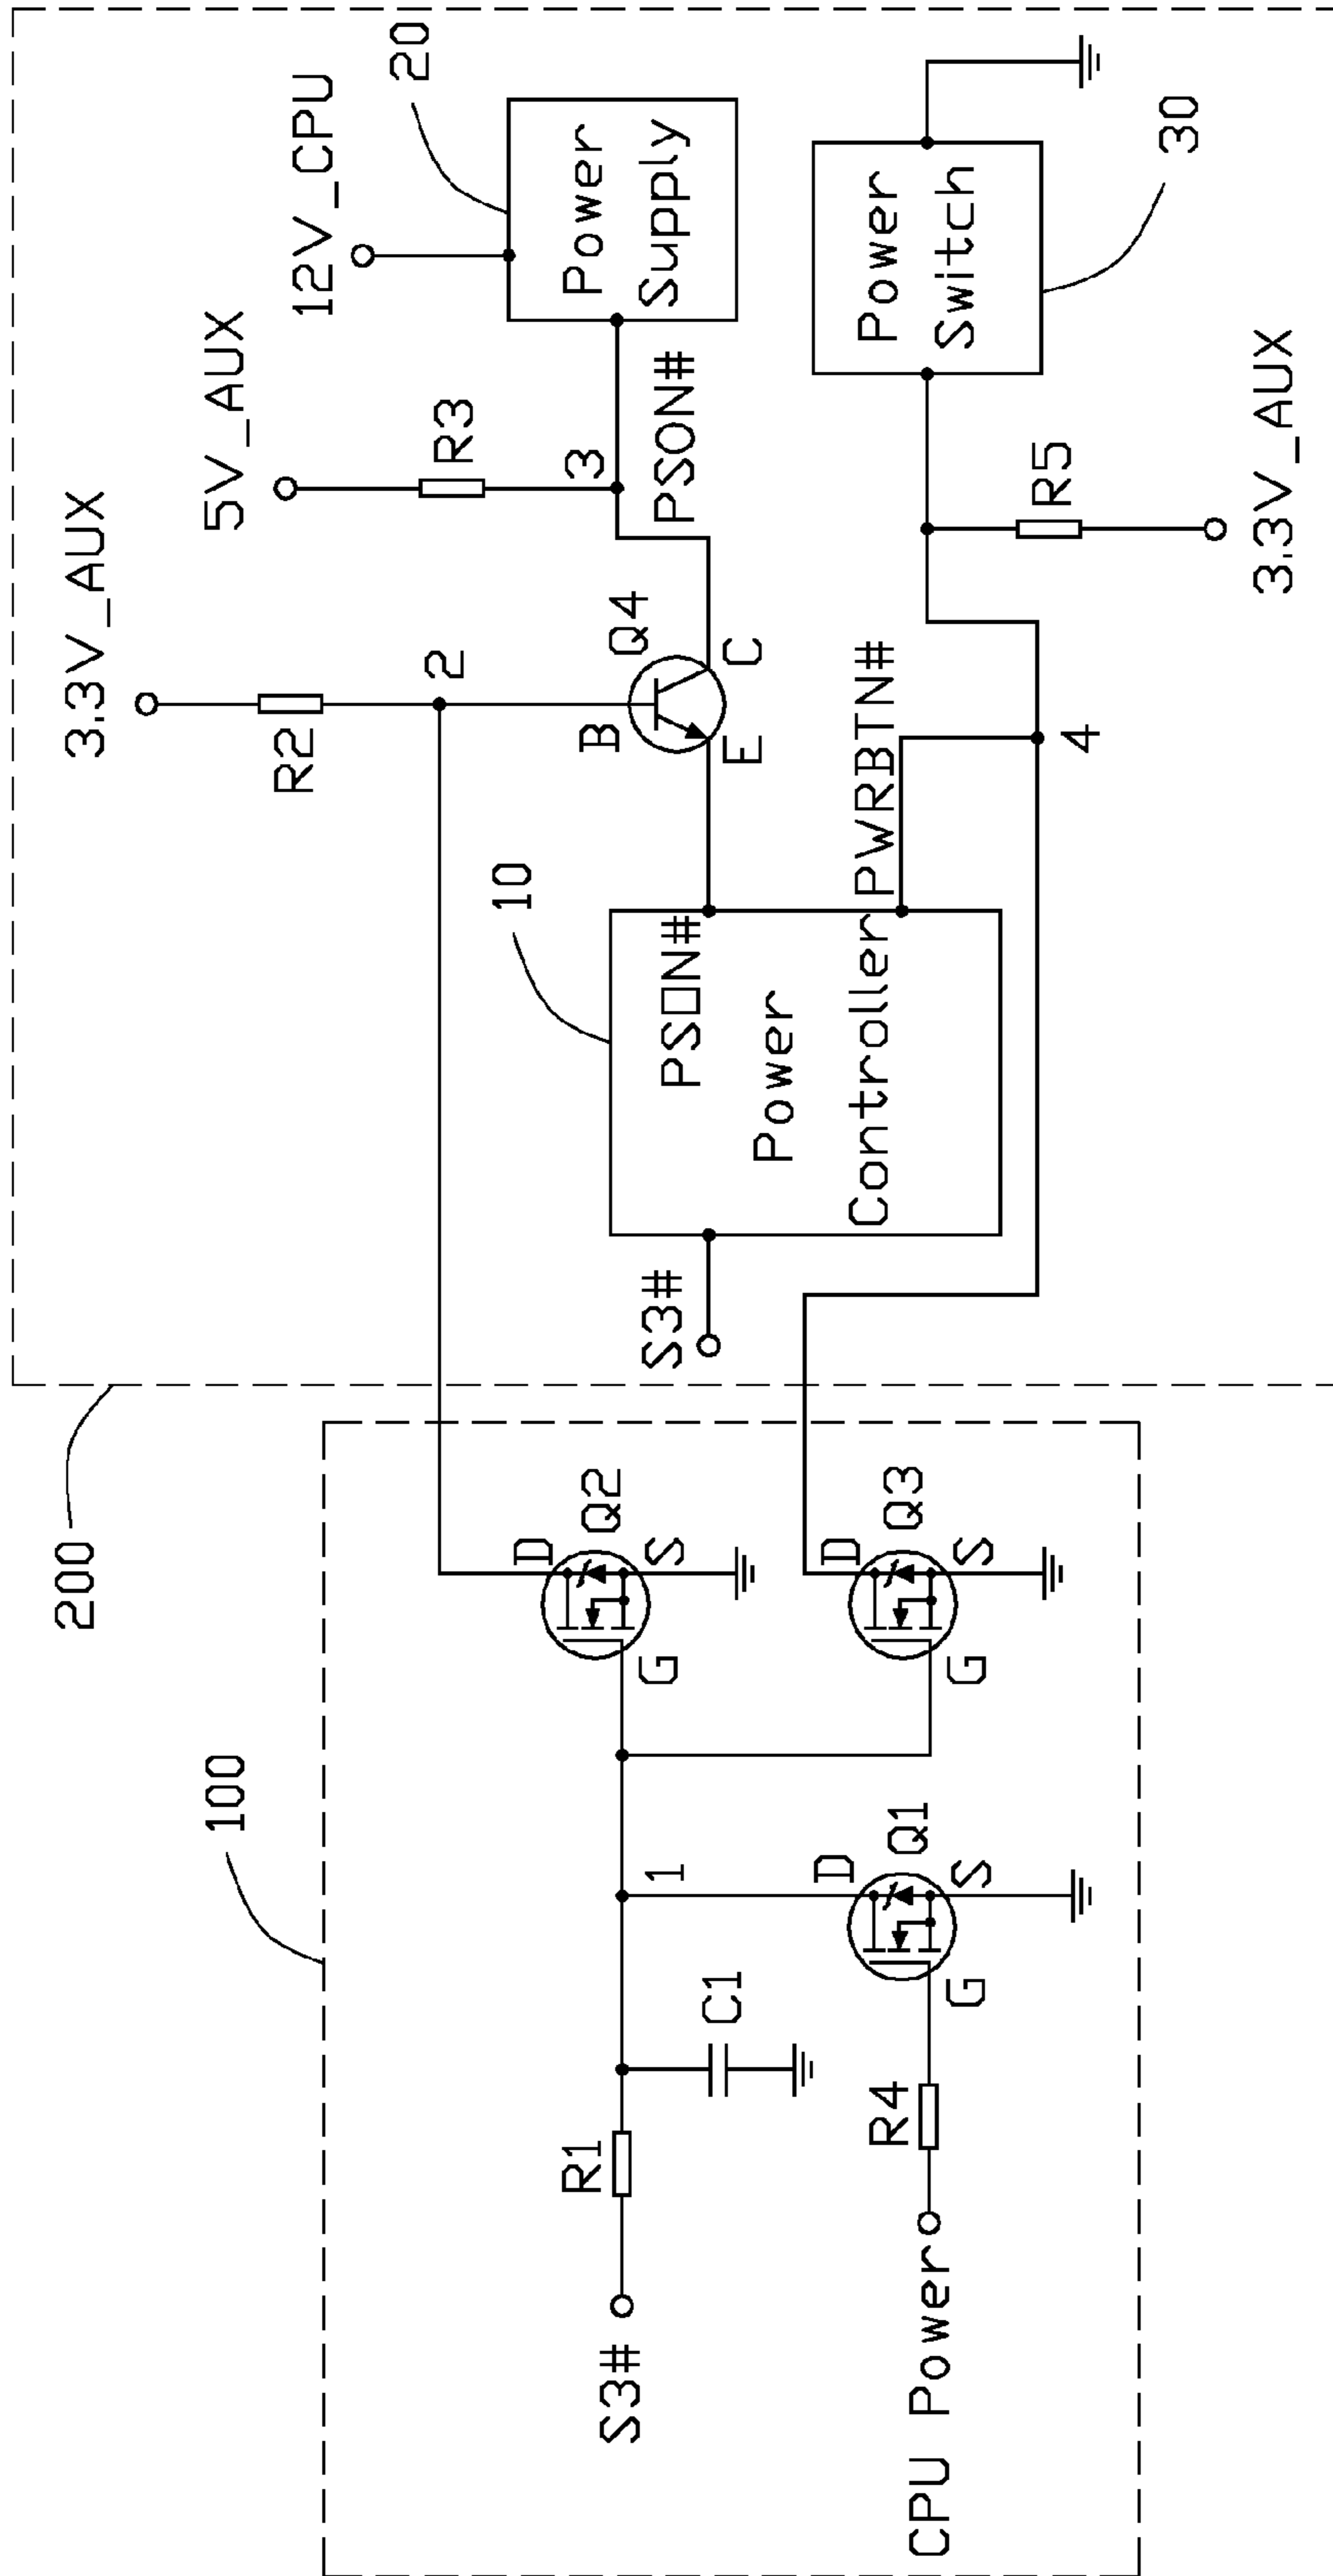 200
100
3.3V_AUX
5V_AUX
12V_CPU
20
R2
2
R3
3
Power
Supply
PSON#
Q4
B
C
E
10
PSON#
Power
Controller
PWRBTN#
S3#
4
Power
Switch
30
R5
3.3V_AUX
D
Q2
S
G
D
Q3
S
G
1
D
Q1
S
G
C1
R1
R4
S3#
CPU Power